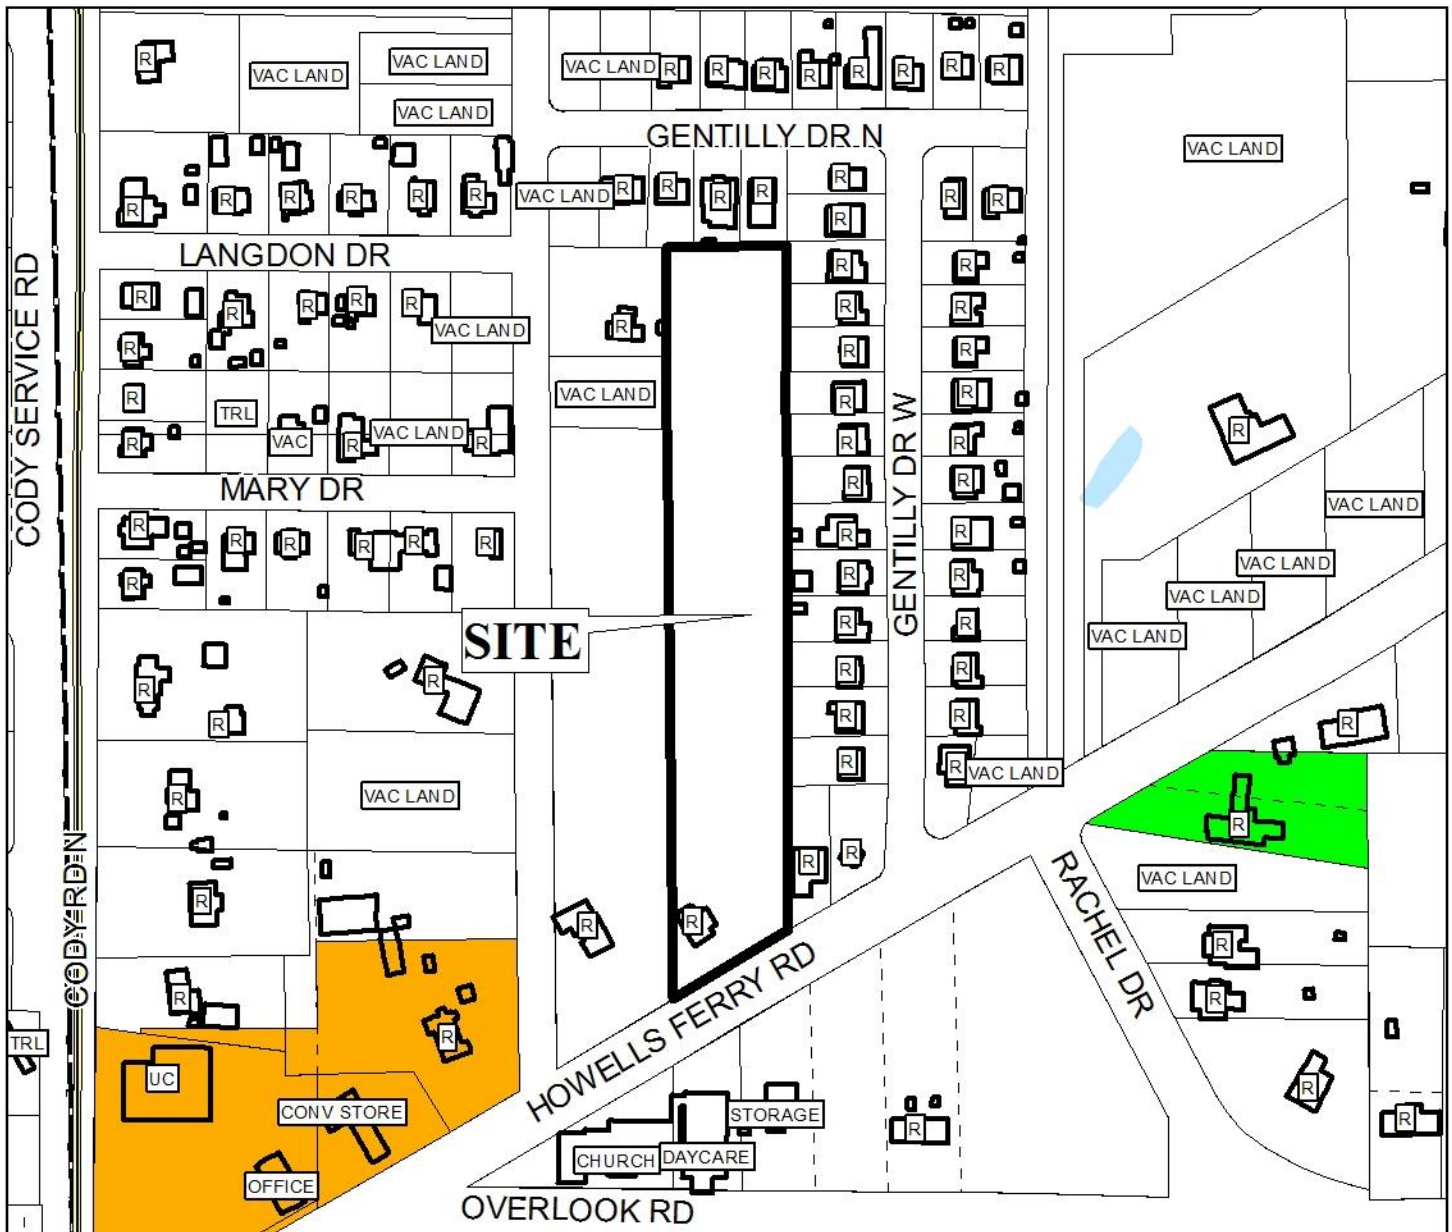 R
VAC LAND
VAC LAND
VAC LAND
VAC LAND
R
R
R
R
R
R
R
R
GENTILLY DR N
VAC LAND
R
R
R
R
R
R
VAC LAND
R
R
R
R
R
R
R
R
LANGDON DR
CODY SERVICE RD
R
R
R
R
R
VAC LAND
R
R
R
R
R
R
TRL
VAC
R
VAC LAND
R
VAC LAND
R
R
R
R
R
R
R
R
R
R
R
R
GENTILLY DR W
R
VAC LAND
MARY DR
R
R
R
R
R
R
R
R
R
R
R
VAC LAND
VAC LAND
VAC LAND
SITE
R
R
R
R
R
R
R
R
R
R
R
R
VAC LAND
R
R
VAC LAND
R
CODY RD N
R
R
R
R
R
VAC LAND
RACHEL DR
R
R
R
R
R
R
R
HOWELLS FERRY RD
TRL
UC
CONV STORE
OFFICE
CHURCH
DAYCARE
STORAGE
R
OVERLOOK RD